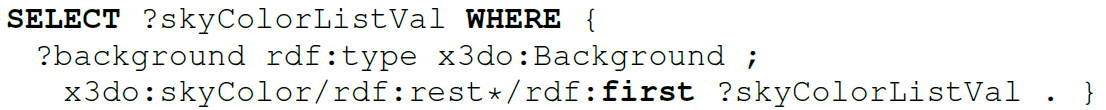 SELECT ?skyColorListVal WHERE {
?background rdf:type x3do:Background ;
x3do:skyColor/rdf:rest*/rdf:first ?skyColorListVal . }